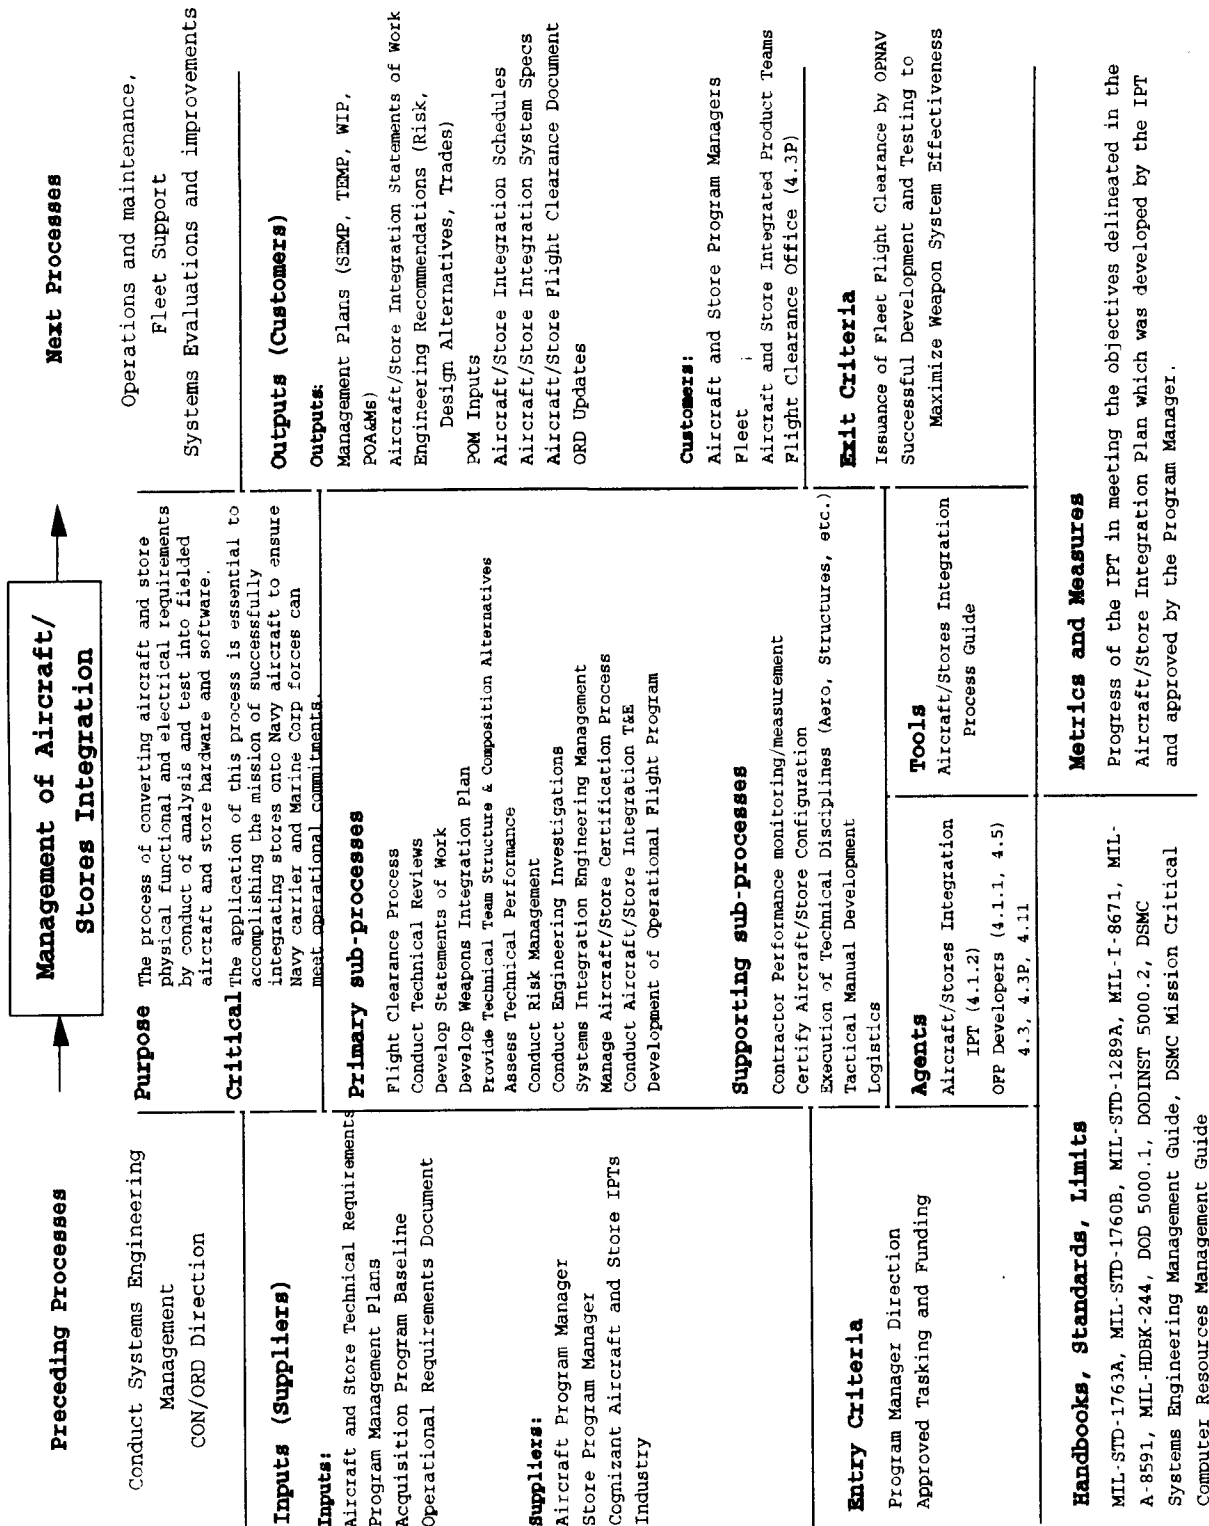 Management of Aircraft/
Stores Integration
Preceding Processes
Conduct Systems Engineering
Management
CON/ORD Direction
Next Processes
Operations and maintenance,
Fleet Support
Systems Evaluations and improvements
Purpose
The process of converting aircraft and store
physical functional and electrical requirements
by conduct of analysis and test into fielded
aircraft and store hardware and software.
Critical
The application of this process is essential to
accomplishing the mission of successfully
integrating stores onto Navy aircraft to ensure
Navy carrier and Marine Corp forces can
meet operational commitments.
Inputs (Suppliers)
Inputs:
Aircraft and Store Technical Requirements
Program Management Plans
Acquisition Program Baseline
Operational Requirements Document
Suppliers:
Aircraft Program Manager
Store Program Manager
Cognizant Aircraft and Store IPTs
Industry
Primary sub-processes
Flight Clearance Process
Conduct Technical Reviews
Develop Statements of Work
Develop Weapons Integration Plan
Provide Technical Team Structure & Composition Alternatives
Assess Technical Performance
Conduct Risk Management
Conduct Engineering Investigations
Systems Integration Engineering Management
Manage Aircraft/Store Certification Process
Conduct Aircraft/Store Integration T&E
Development of Operational Flight Program
Supporting sub-processes
Contractor Performance monitoring/measurement
Certify Aircraft/Store Configuration
Execution of Technical Disciplines (Aero, Structures, etc.)
Tactical Manual Development
Logistics
Outputs (Customers)
Outputs:
Management Plans (SEMP, TEMP, WIP,
POA&Ms)
Aircraft/Store Integration Statements of Work
Engineering Recommendations (Risk,
Design Alternatives, Trades)
POM Inputs
Aircraft/Store Integration Schedules
Aircraft/Store Integration System Specs
Aircraft/Store Flight Clearance Document
ORD Updates
Customers:
Aircraft and Store Program Managers
Fleet
Aircraft and Store Integrated Product Teams
Flight Clearance Office (4.3P)
Entry Criteria
Program Manager Direction
Approved Tasking and Funding
Agents
Aircraft/Stores Integration
IPT (4.1.2)
OFP Developers (4.1.1, 4.5)
4.3, 4.3P, 4.11
Tools
Aircraft/Stores Integration
Process Guide
Exit Criteria
Issuance of Fleet Flight Clearance by OPNAV
Successful Development and Testing to
Maximize Weapon System Effectiveness
Handbooks, Standards, Limits
MIL-STD-1763A, MIL-STD-1760B, MIL-STD-1289A, MIL-I-8671, MIL-
A-8591, MIL-HDBK-244, DOD 5000.1, DODINST 5000.2, DSMC
Systems Engineering Management Guide, DSMC Mission Critical
Computer Resources Management Guide
Metrics and Measures
Progress of the IPT in meeting the objectives delineated in the
Aircraft/Store Integration Plan which was developed by the IPT
and approved by the Program Manager.